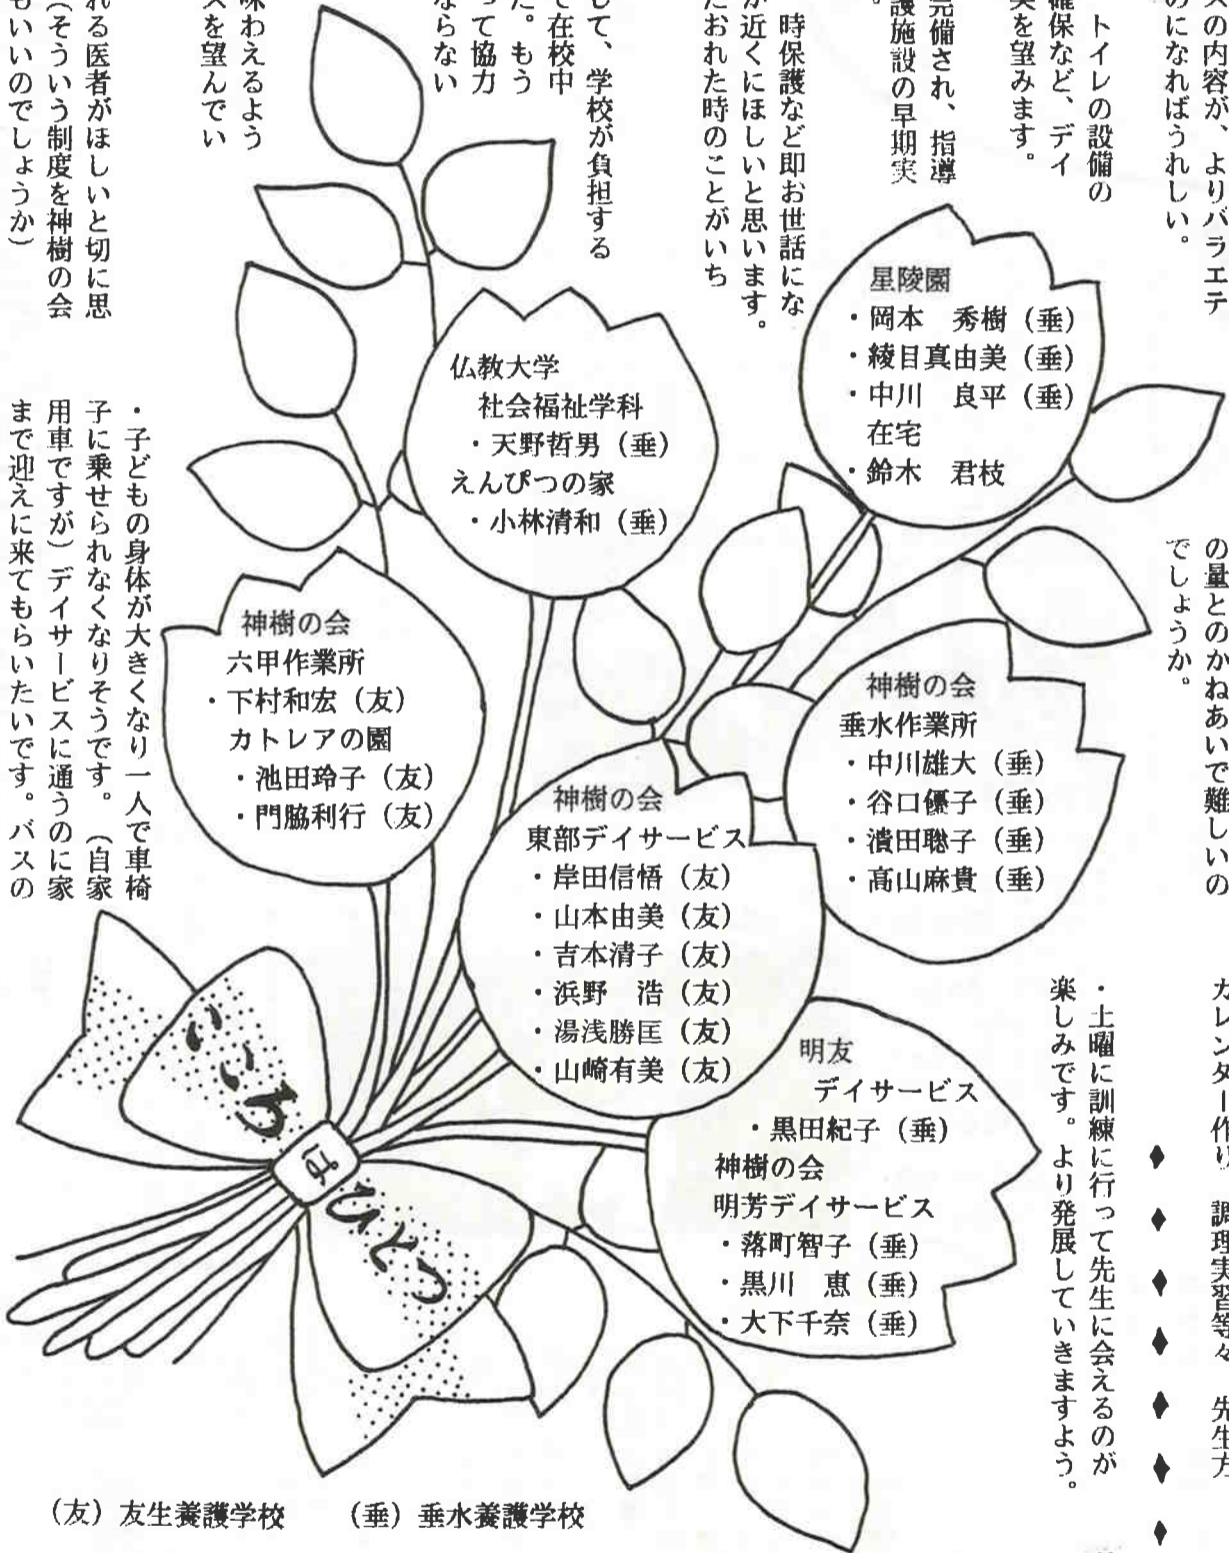 スの内容が、よりバラエテ
のになればうれしい。
トイレの設備の
確保など、デイ
実を望みます。
完備され、指導
護施設の早期実
時保護など即お世話にな
が近くにほしいと思います。
たおれた時のことがいち
して、学校が負担する
で在校中
た。もう
って協力
ならない
味わえるよう
スを望んでい
れる医者がほしいと切に思
（そういう制度を神樹の会
もいいのでしょうか）
の量とのかねあいで難しいの
でしょうか。
カレンダー作り 調理実習等々 先生方
・土曜に訓練に行って先生に会えるのが
楽しみです。より発展していきますよう。
・子どもの身体が大きくなり一人で車椅
子に乗せられなくなりそうです。（自家
用車ですが）デイサービスに通うのに家
まで迎えに来てもらいたいです。バスの
星陵園
・岡本 秀樹（垂）
・綾目真由美（垂）
・中川 良平（垂）
在宅
・鈴木 君枝
仏教大学
社会福祉学科
・天野哲男（垂）
えんぴつの家
・小林清和（垂）
神樹の会
六甲作業所
・下村和宏（友）
カトレアの園
・池田玲子（友）
・門脇利行（友）
神樹の会
垂水作業所
・中川雄大（垂）
・谷口優子（垂）
・濱田聡子（垂）
・髙山麻貴（垂）
神樹の会
東部デイサービス
・岸田信悟（友）
・山本由美（友）
・吉本清子（友）
・浜野 浩（友）
・湯浅勝匡（友）
・山崎有美（友）
明友
デイサービス
・黒田紀子（垂）
神樹の会
明芳デイサービス
・落町智子（垂）
・黒川 恵（垂）
・大下千奈（垂）
こころ
は
ひとつ
（友）友生養護学校 （垂）垂水養護学校